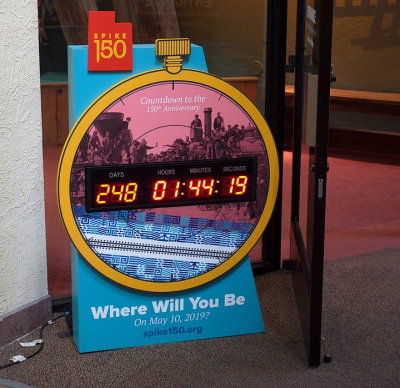 SPIKE
150
Countdown to the
150th Anniversary
DAYS HOURS MINUTES SECONDS
248 01:44:19
Where Will You Be
On May 10, 2019?
spike150.org